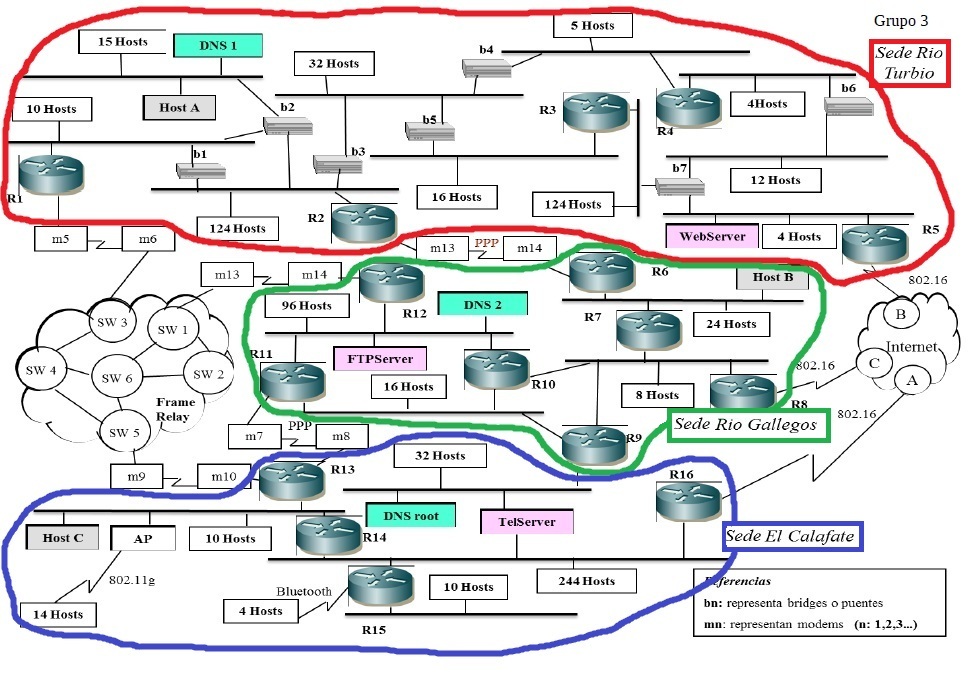 Grupo 3
Sede Rio
Turbio
5 Hosts
15 Hosts
DNS 1
b4
32 Hosts
b6
10 Hosts
Host A
b2
R3
4Hosts
b5
R4
b1
b3
b7
12 Hosts
R1
16 Hosts
124 Hosts
124 Hosts
R2
WebServer
4 Hosts
R5
m5
m6
m13
PPP
m14
m13
m14
R6
Host B
802.16
96 Hosts
R12
DNS 2
R7
24 Hosts
B
SW 3
SW 1
Internet
R11
FTPServer
C
SW 4
SW 6
SW 2
16 Hosts
R10
802.16
A
8 Hosts
Frame
Relay
R8
802.16
SW 5
m7
PPP
m8
R9
Sede Rio Gallegos
m9
m10
R13
32 Hosts
R16
DNS root
TelServer
Host C
AP
10 Hosts
R14
Sede El Calafate
802.11g
14 Hosts
Bluetooth
4 Hosts
10 Hosts
244 Hosts
R15
Referencias
bn: representa bridges o puentes
mn: representan modems (n: 1,2,3...)